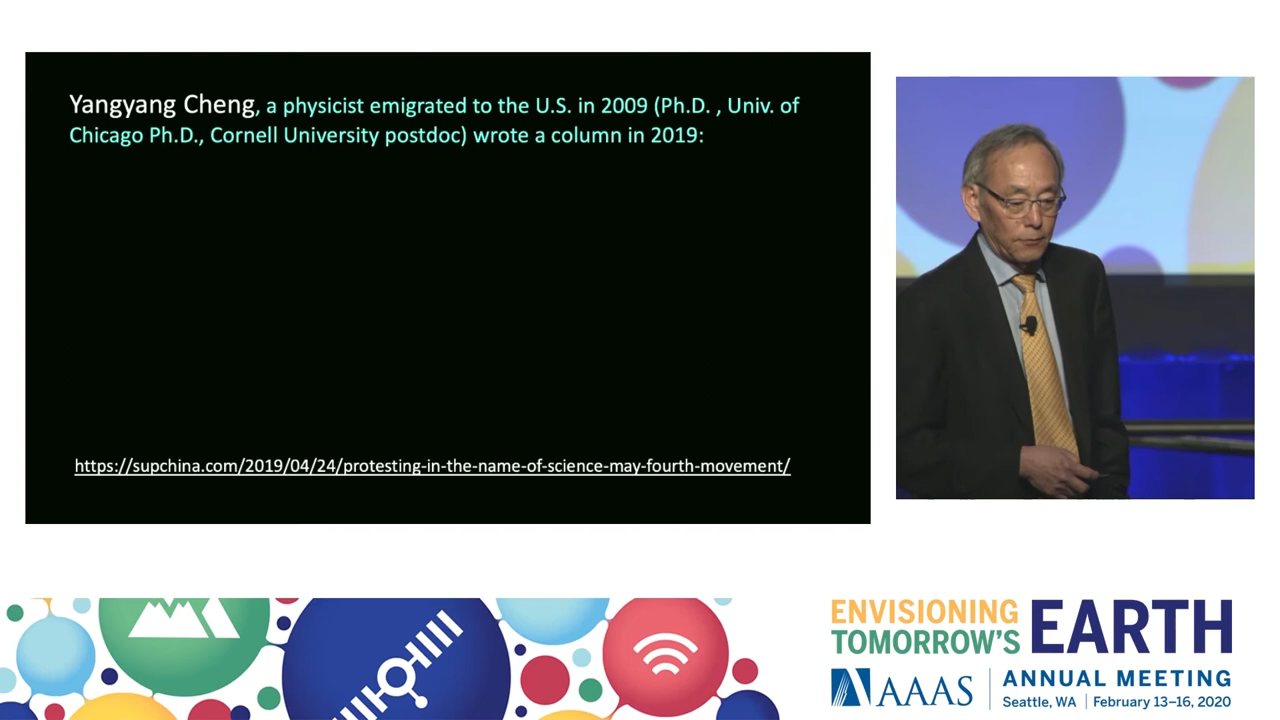 Yangyang Cheng, a physicist emigrated to the U.S. in 2009 (Ph.D. , Univ. of
Chicago Ph.D., Cornell University postdoc) wrote a column in 2019:
https://supchina.com/2019/04/24/protesting-in-the-name-of-science-may-fourth-movement/
ENVISIONING
TOMORROW'S
EARTH
AAAS
ANNUAL MEETING
Seattle, WA | February 13–16, 2020